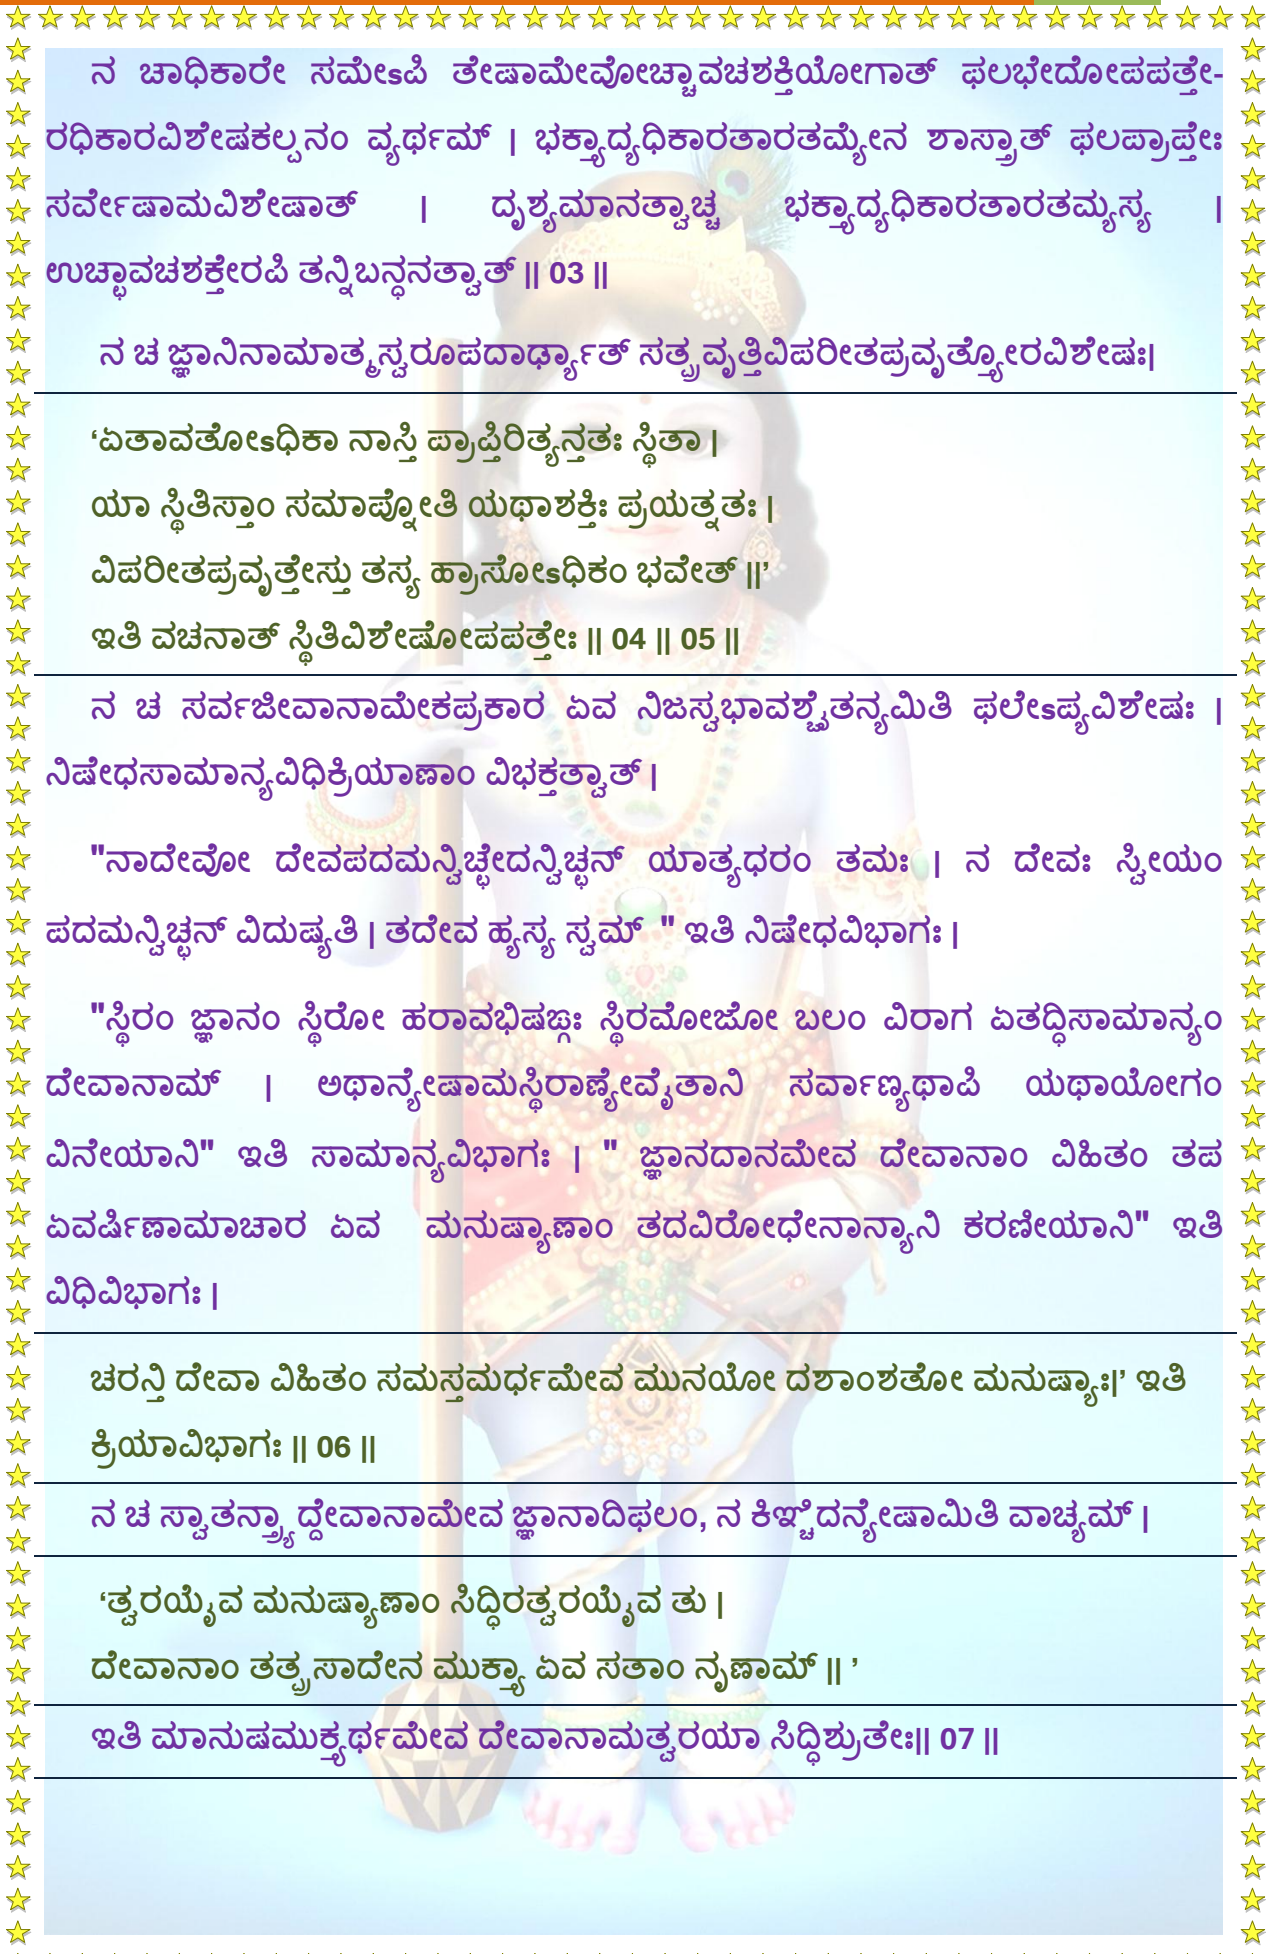 ನ ಚಾಧಿಕಾರೇ ಸಮೇsಪಿ ತೇಷಾಮೇವೋಚ್ಚಾವಚಶಕ್ತಿಯೋಗಾತ್ ಫಲಭೇದೋಪಪತ್ತೇ-
ರಧಿಕಾರವಿಶೇಷಕಲ್ಪನಂ ವ್ಯರ್ಥಮ್ | ಭಕ್ತ್ಯಾದ್ಯಧಿಕಾರತಾರತಮ್ಯೇನ ಶಾಸ್ತ್ರಾತ್ ಫಲಪ್ರಾಪ್ತೇಃ
ಸರ್ವೇಷಾಮವಿಶೇಷಾತ್ | ದೃಶ್ಯಮಾನತ್ವಾಚ್ಚ ಭಕ್ತ್ಯಾದ್ಯಧಿಕಾರತಾರತಮ್ಯಸ್ಯ |
ಉಚ್ಛಾವಚಶಕ್ತೇರಪಿ ತನ್ನಿಬನ್ಧನತ್ವಾತ್ || 03 ||
ನ ಚ ಜ್ಞಾನಿನಾಮಾತ್ಮಸ್ವರೂಪದಾರ್ಢ್ಯಾತ್ ಸತ್ಪ್ರವೃತ್ತಿವಿಪರೀತಪ್ರವೃತ್ತ್ಯೋರವಿಶೇಷಃ|
‘ಏತಾವತೋsಧಿಕಾ ನಾಸ್ತಿ ಪ್ರಾಪ್ತಿರಿತ್ಯನ್ತತಃ ಸ್ಥಿತಾ |
ಯಾ ಸ್ಥಿತಿಸ್ತಾಂ ಸಮಾಪ್ನೋತಿ ಯಥಾಶಕ್ತಿಃ ಪ್ರಯತ್ನತಃ |
ವಿಪರೀತಪ್ರವೃತ್ತೇಸ್ತು ತಸ್ಯ ಹ್ರಾಸೋsಧಿಕಂ ಭವೇತ್ ||’
ಇತಿ ವಚನಾತ್ ಸ್ಥಿತಿವಿಶೇಷೋಪಪತ್ತೇಃ || 04 || 05 ||
ನ ಚ ಸರ್ವಜೀವಾನಾಮೇಕಪ್ರಕಾರ ಏವ ನಿಜಸ್ವಭಾವಶ್ಚೈತನ್ಯಮಿತಿ ಫಲೇsಪ್ಯವಿಶೇಷಃ |
ನಿಷೇಧಸಾಮಾನ್ಯವಿಧಿಕ್ರಿಯಾಣಾಂ ವಿಭಕ್ತತ್ವಾತ್ |
"ನಾದೇವೋ ದೇವಪದಮನ್ವಿಚ್ಛೇದನ್ವಿಚ್ಛನ್ ಯಾತ್ಯಧರಂ ತಮಃ | ನ ದೇವಃ ಸ್ವೀಯಂ
ಪದಮನ್ವಿಚ್ಛನ್ ವಿದುಷ್ಯತಿ | ತದೇವ ಹ್ಯಸ್ಯ ಸ್ವಮ್ " ಇತಿ ನಿಷೇಧವಿಭಾಗಃ |
"ಸ್ಥಿರಂ ಜ್ಞಾನಂ ಸ್ಥಿರೋ ಹರಾವಭಿಷಙ್ಗಃ ಸ್ಥಿರಮೋಜೋ ಬಲಂ ವಿರಾಗ ಏತದ್ಧಿಸಾಮಾನ್ಯಂ
ದೇವಾನಾಮ್ | ಅಥಾನ್ಯೇಷಾಮಸ್ಥಿರಾಣ್ಯೇವೈತಾನಿ ಸರ್ವಾಣ್ಯಥಾಪಿ ಯಥಾಯೋಗಂ
ವಿನೇಯಾನಿ" ಇತಿ ಸಾಮಾನ್ಯವಿಭಾಗಃ | " ಜ್ಞಾನದಾನಮೇವ ದೇವಾನಾಂ ವಿಹಿತಂ ತಪ
ಏವರ್ಷಿಣಾಮಾಚಾರ ಏವ ಮನುಷ್ಯಾಣಾಂ ತದವಿರೋಧೇನಾನ್ಯಾನಿ ಕರಣೀಯಾನಿ" ಇತಿ
ವಿಧಿವಿಭಾಗಃ |
ಚರನ್ತಿ ದೇವಾ ವಿಹಿತಂ ಸಮಸ್ತಮರ್ಧಮೇವ ಮುನಯೋ ದಶಾಂಶತೋ ಮನುಷ್ಯಾಃ|’ ಇತಿ
ಕ್ರಿಯಾವಿಭಾಗಃ || 06 ||
ನ ಚ ಸ್ವಾತನ್ತ್ರ್ಯಾದ್ದೇವಾನಾಮೇವ ಜ್ಞಾನಾದಿಫಲಂ, ನ ಕಿಞ್ಚಿದನ್ಯೇಷಾಮಿತಿ ವಾಚ್ಯಮ್ |
‘ತ್ವರಯೈವ ಮನುಷ್ಯಾಣಾಂ ಸಿದ್ಧಿರತ್ವರಯೈವ ತು |
ದೇವಾನಾಂ ತತ್ಪ್ರಸಾದೇನ ಮುಕ್ತ್ಯಾ ಏವ ಸತಾಂ ನೃಣಾಮ್ || ’
ಇತಿ ಮಾನುಷಮುಕ್ತ್ಯರ್ಥಮೇವ ದೇವಾನಾಮತ್ವರಯಾ ಸಿದ್ಧಿಶ್ರುತೇಃ|| 07 ||